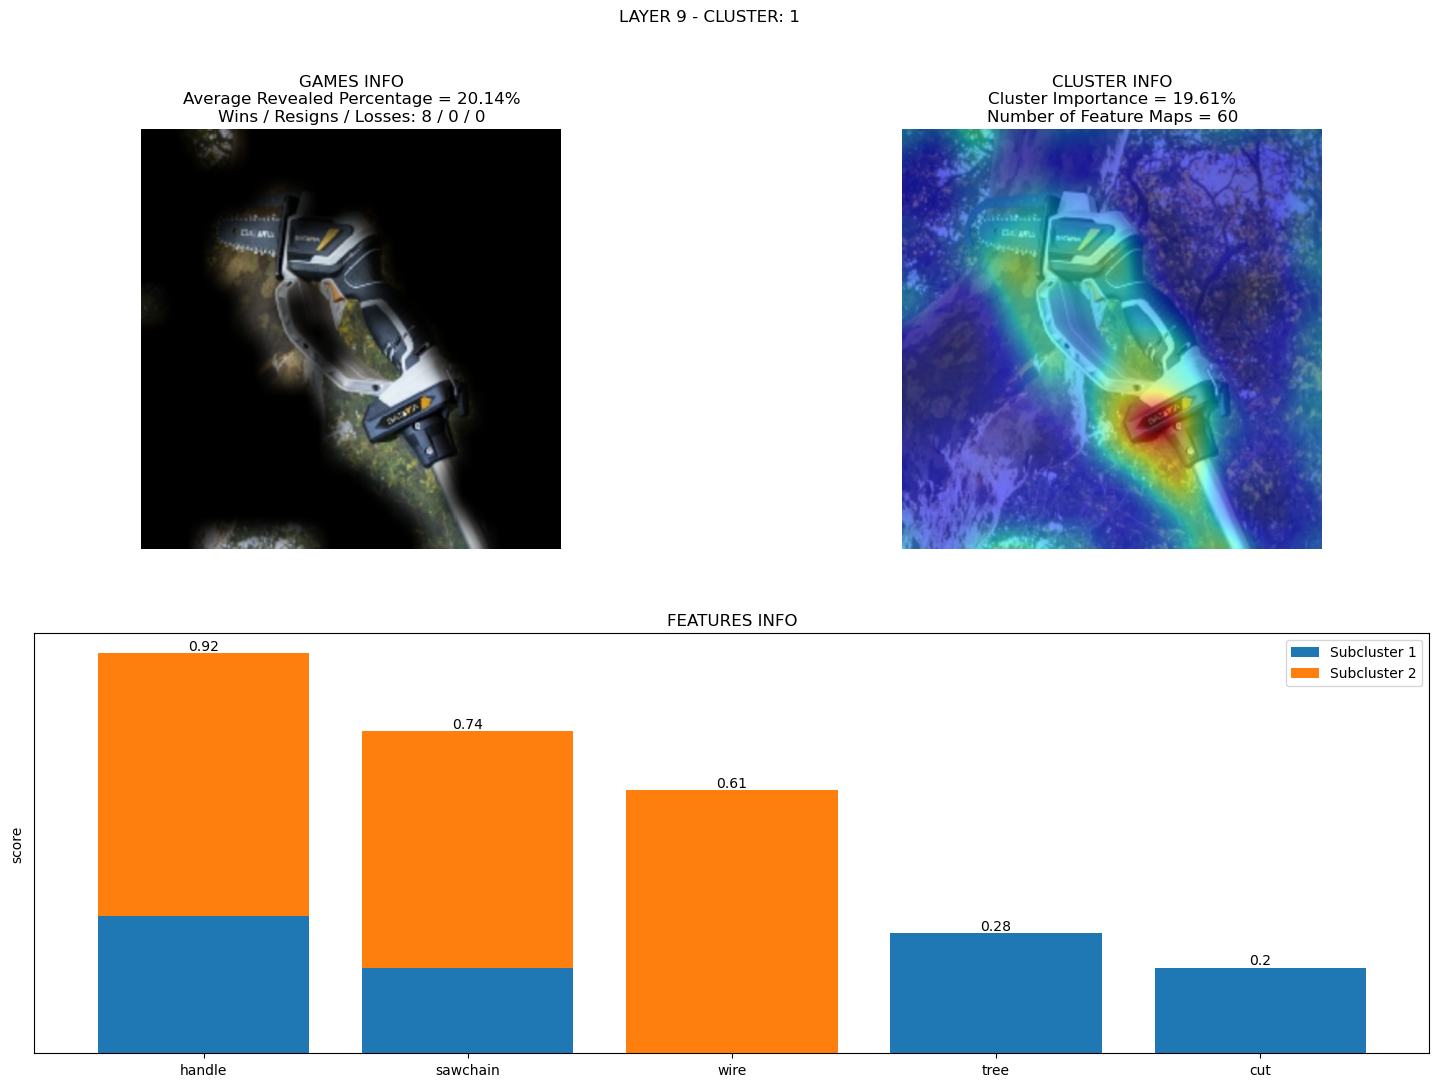 LAYER 9 - CLUSTER: 1
GAMES INFO
Average Revealed Percentage = 20.14%
Wins / Resigns / Losses: 8 / 0 / 0
CLUSTER INFO
Cluster Importance = 19.61%
Number of Feature Maps = 60
FEATURES INFO
Subcluster 1
Subcluster 2
score
0.92
0.74
0.61
0.28
0.2
handle
sawchain
wire
tree
cut